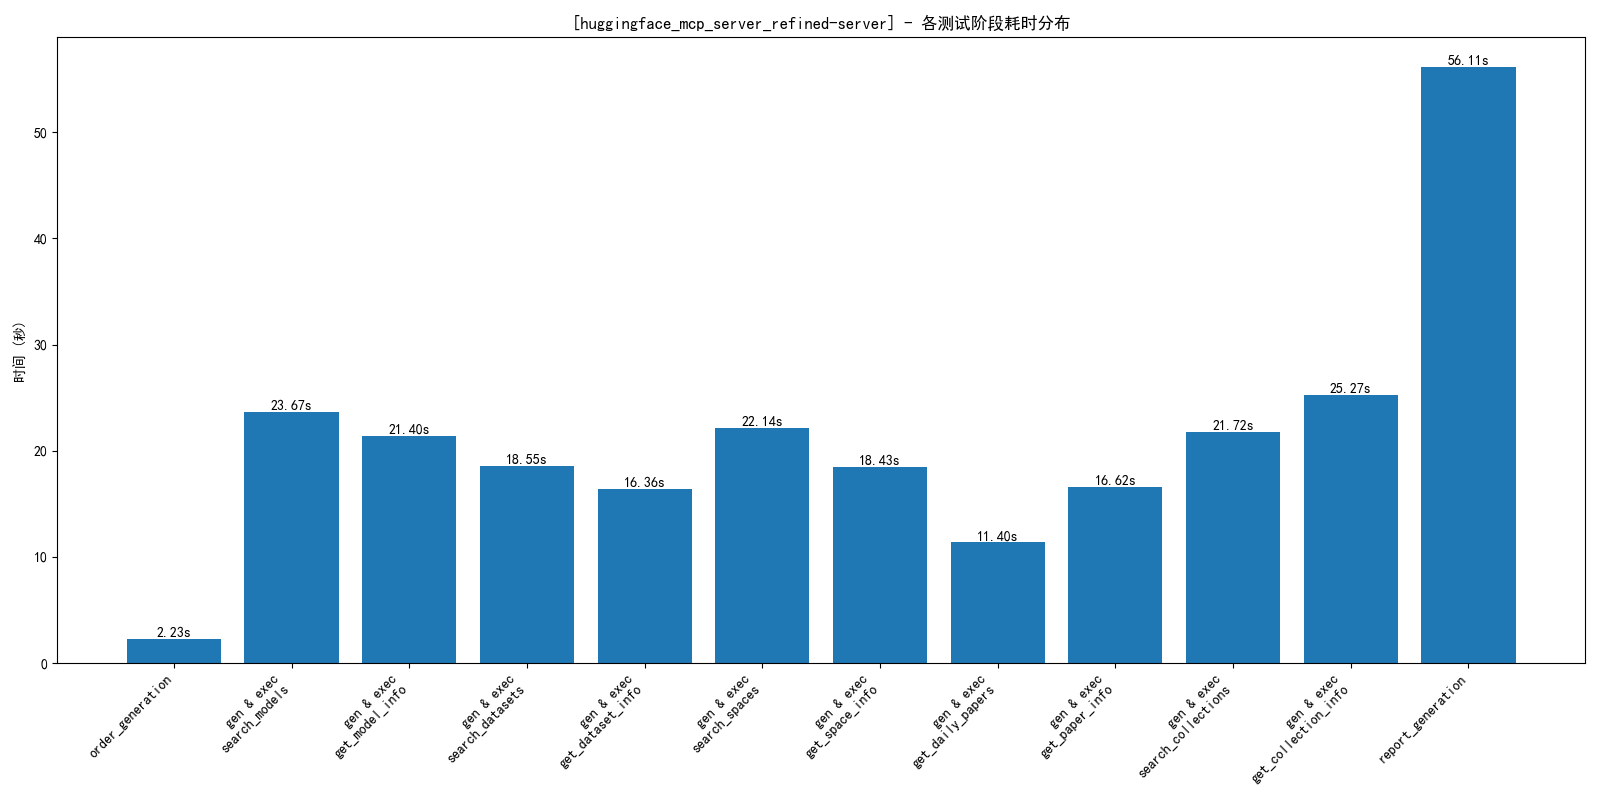 [huggingface_mcp_server_refined-server] - 各测试阶段耗时分布
时间 (秒)
50
40
30
20
10
0
2.23s
23.67s
21.40s
18.55s
16.36s
22.14s
18.43s
11.40s
16.62s
21.72s
25.27s
56.11s
order_generation
gen & exec
search_models
gen & exec
get_model_info
gen & exec
search_datasets
gen & exec
get_dataset_info
gen & exec
search_spaces
gen & exec
get_space_info
gen & exec
get_daily_papers
gen & exec
get_paper_info
gen & exec
search_collections
gen & exec
get_collection_info
report_generation